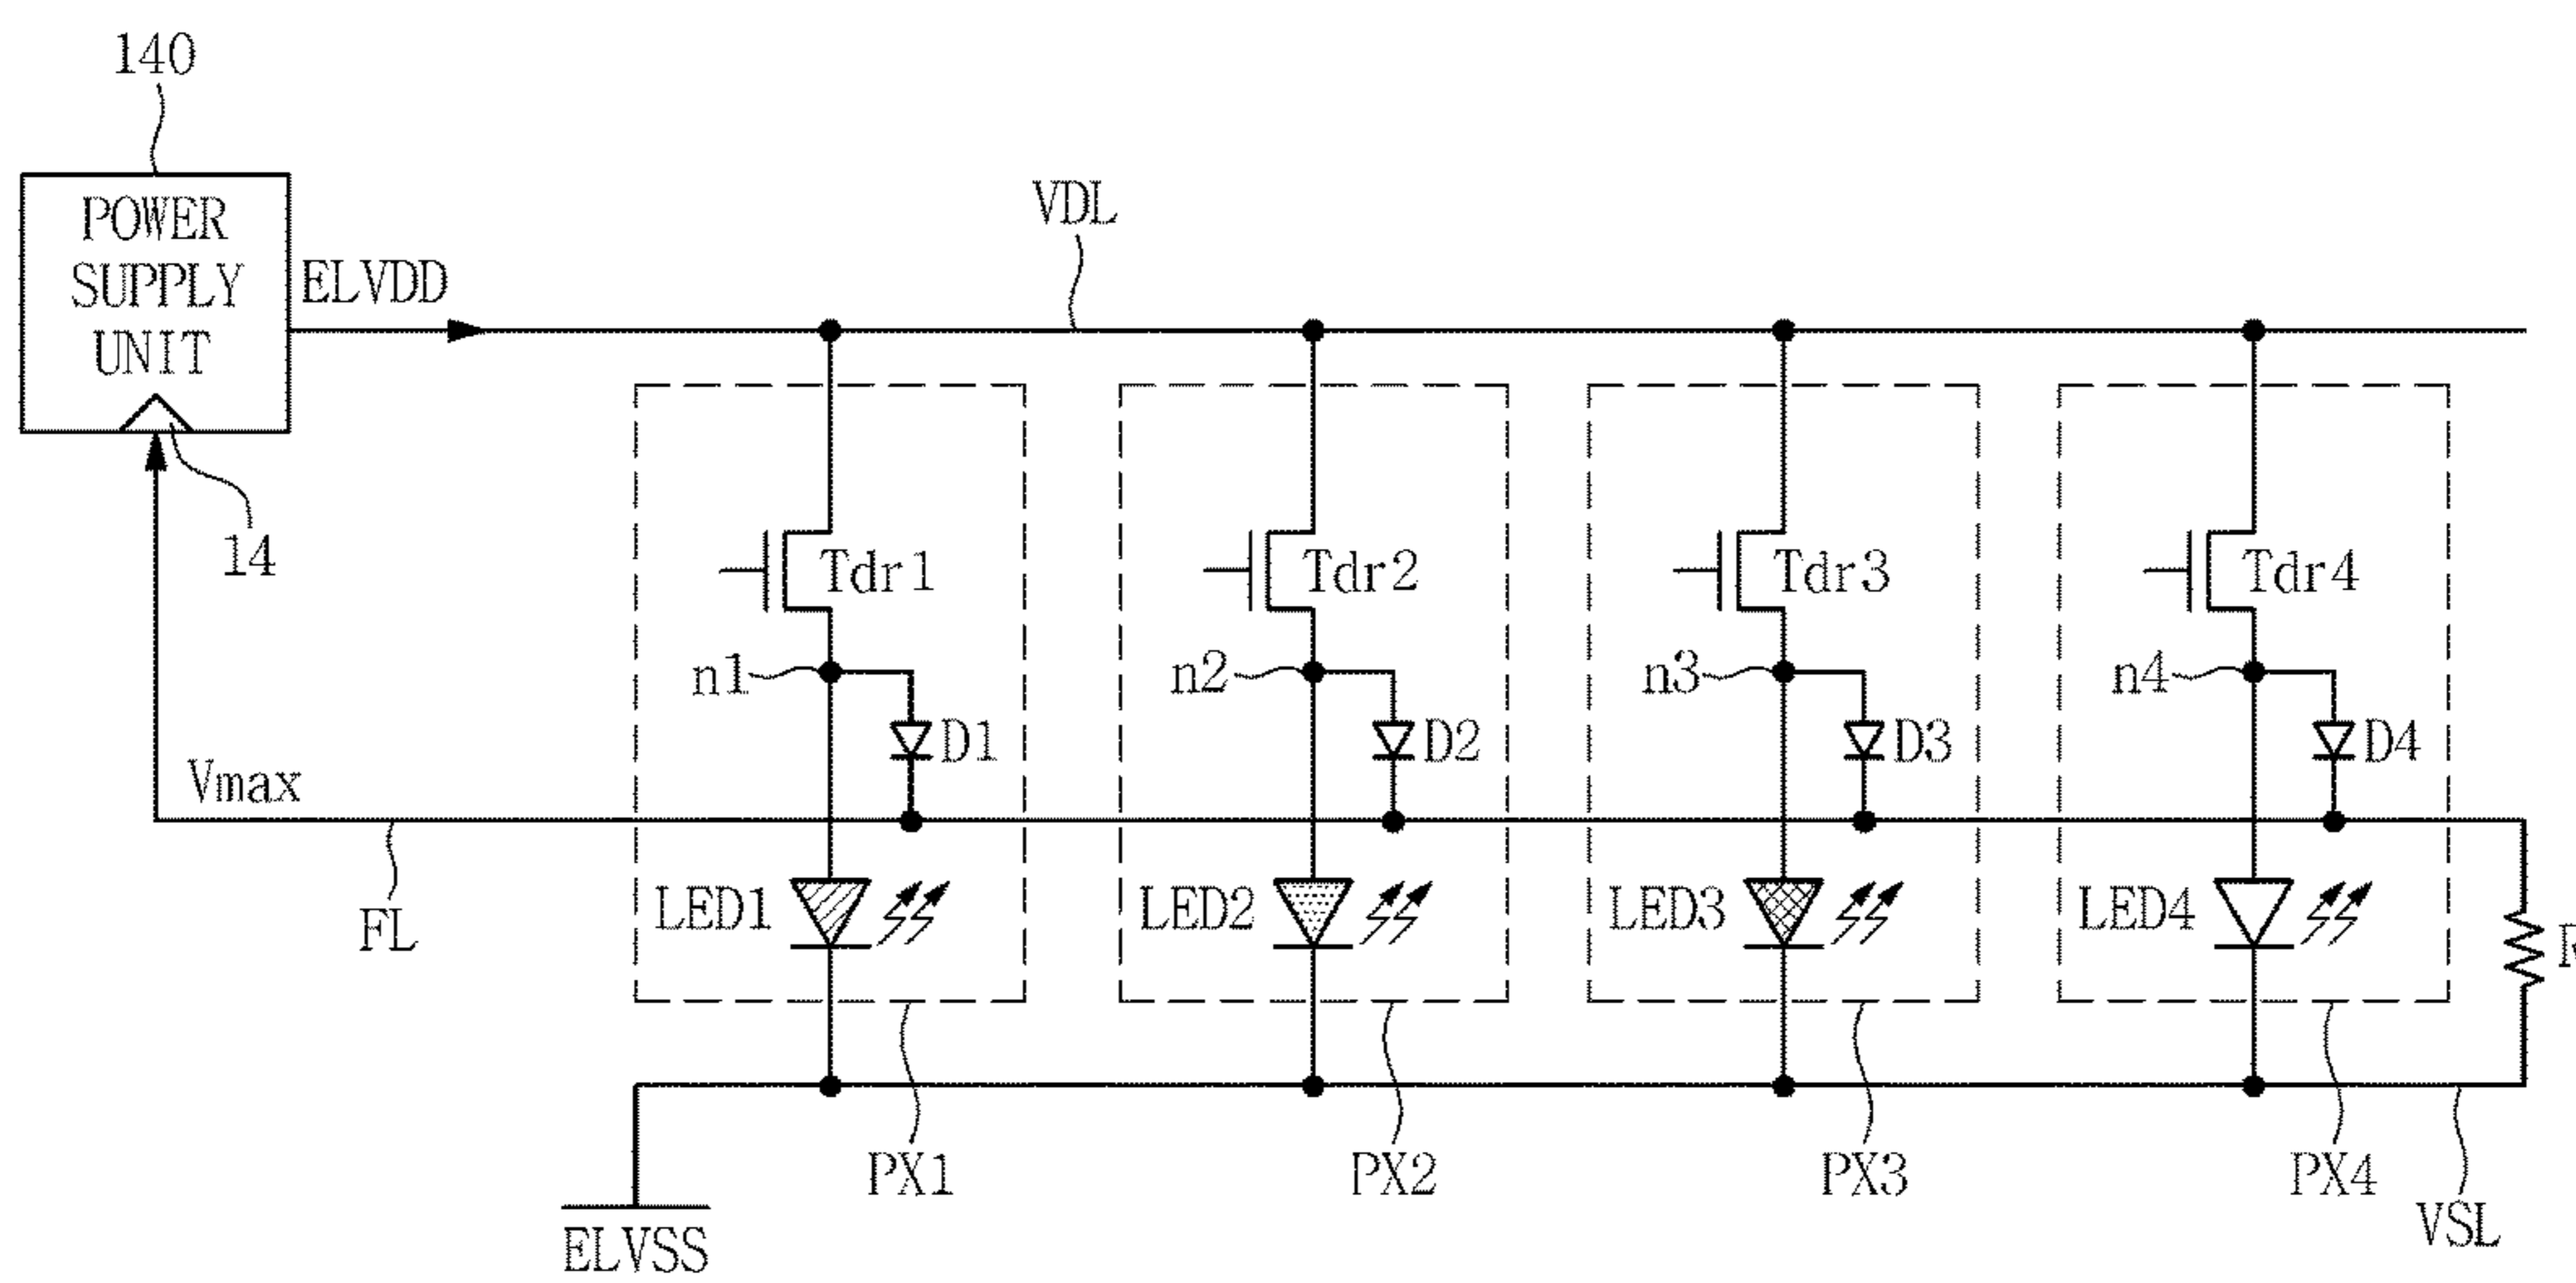 140
POWER
SUPPLY
UNIT
ELVDD
VDL
14
Tdr1
Tdr2
Tdr3
Tdr4
n1
n2
n3
n4
D1
D2
D3
D4
Vmax
FL
LED1
LED2
LED3
LED4
PX1
PX2
PX3
PX4
VSL
ELVSS